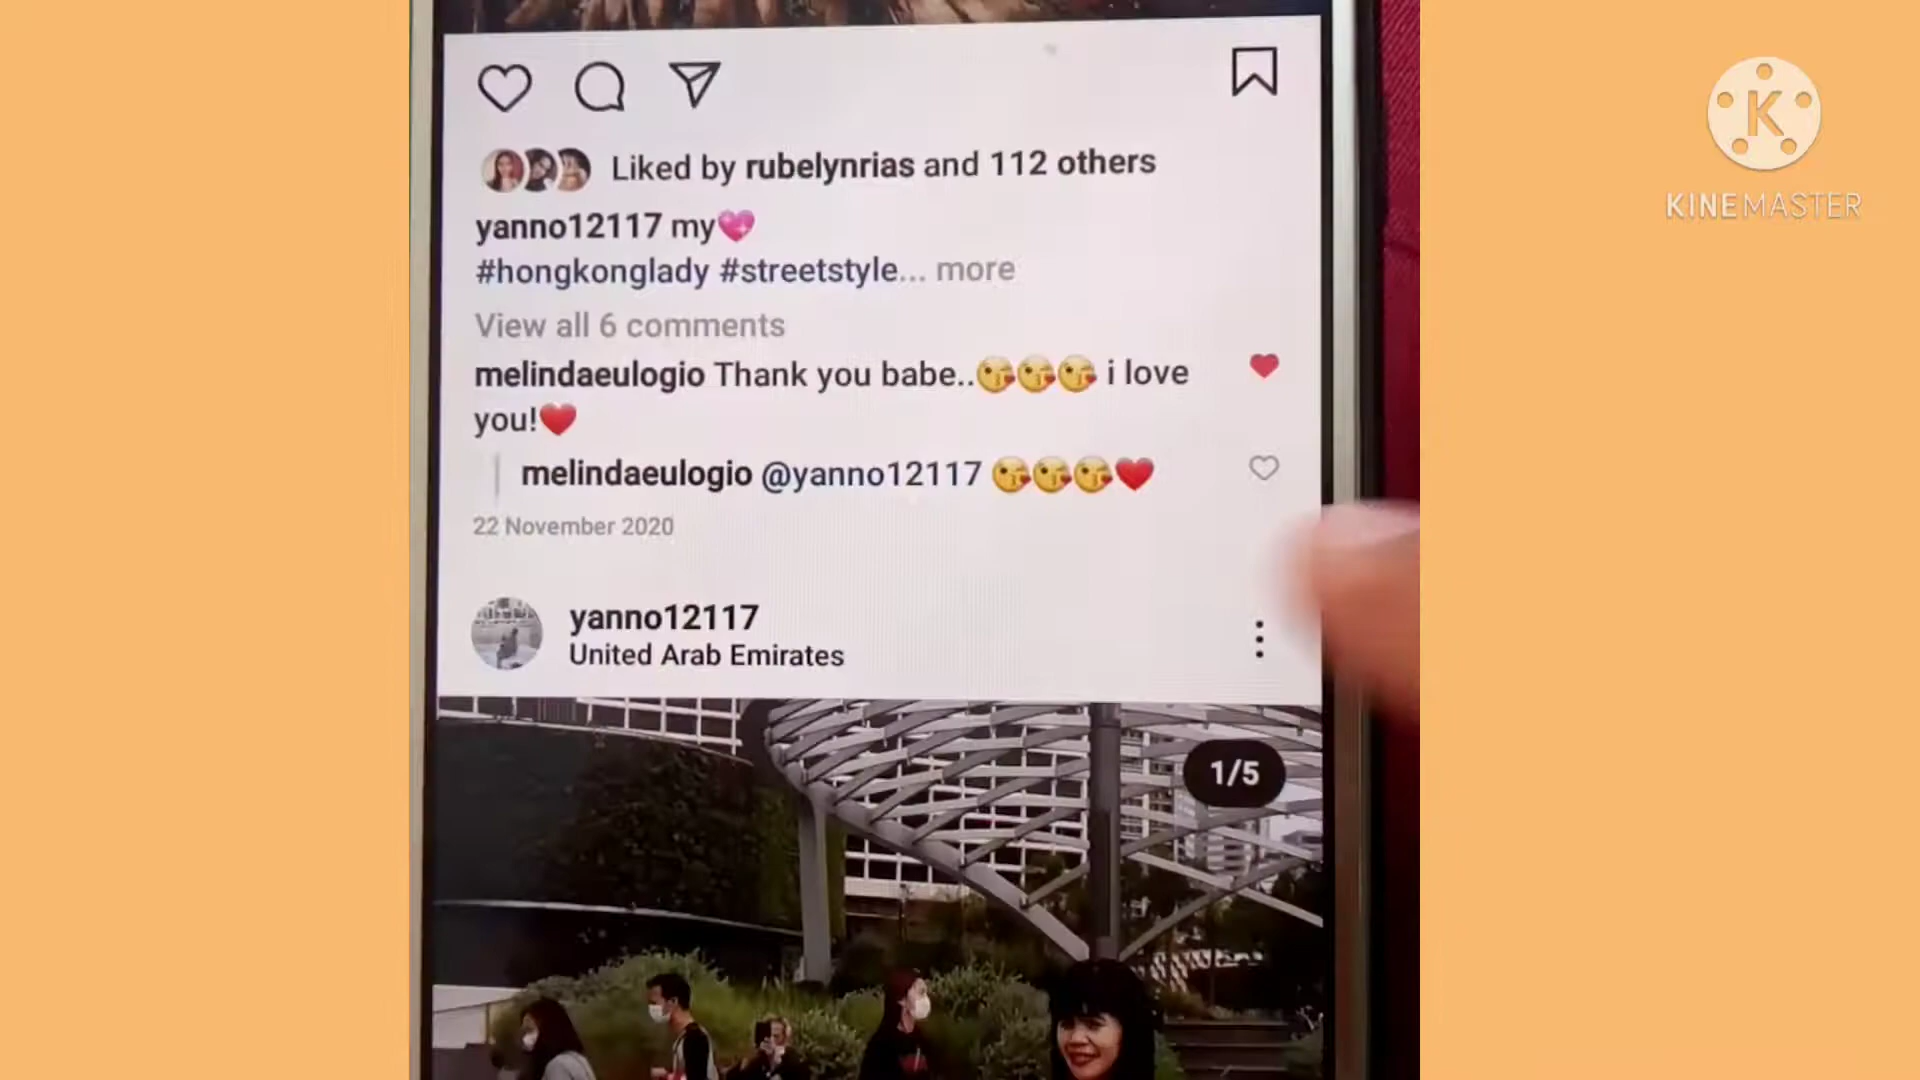 Liked by rubelynrias and 112 others
yanno12117 my💖
#hongkonglady #streetstyle... more
View all 6 comments
melindaeulogio Thank you babe..😘😘😘 i love
you!❤️
melindaeulogio @yanno12117 😘😘😘❤️
22 November 2020
yanno12117
United Arab Emirates
1/5
K
KINEMASTER